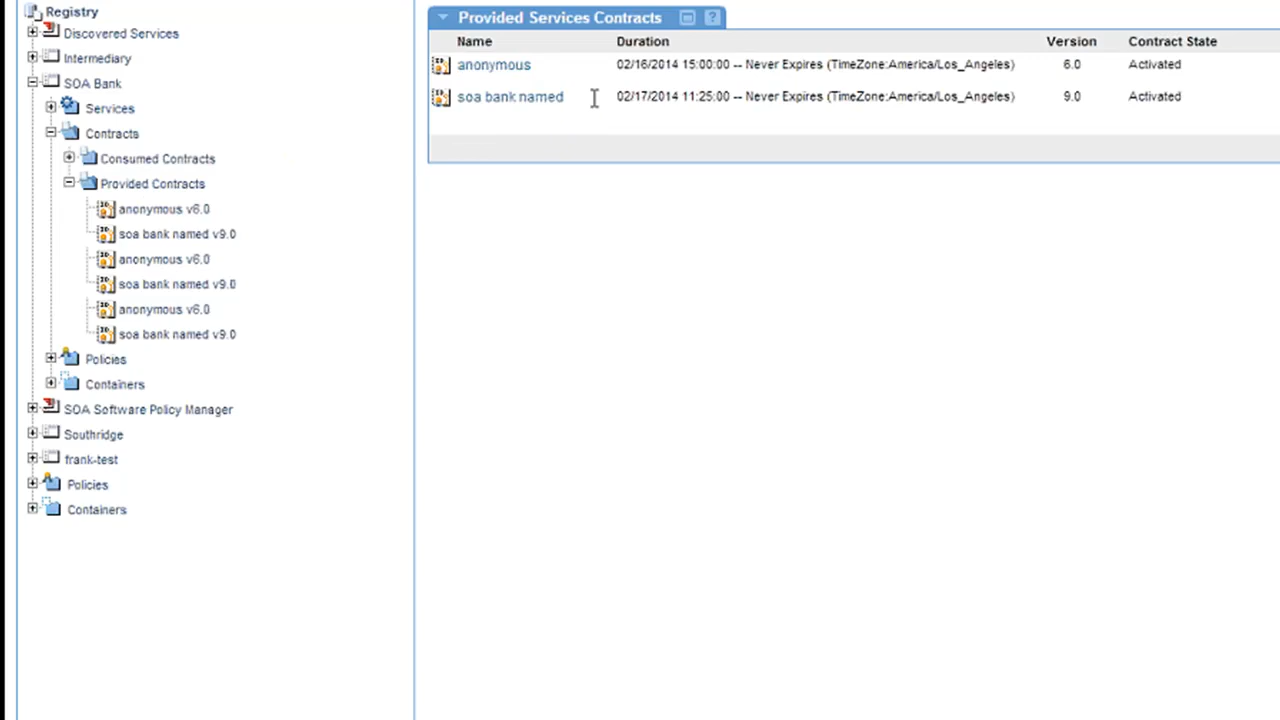 Registry
Discovered Services
Intermediary
SOA Bank
Services
Contracts
Consumed Contracts
Provided Contracts
anonymous v6.0
soa bank named v9.0
anonymous v6.0
soa bank named v9.0
anonymous v6.0
soa bank named v9.0
Policies
Containers
SOA Software Policy Manager
Southridge
frank-test
Policies
Containers
Provided Services Contracts ?
Name Duration Version Contract State
anonymous 02/16/2014 15:00:00 -- Never Expires (TimeZone:America/Los_Angeles) 6.0 Activated
soa bank named 02/17/2014 11:25:00 -- Never Expires (TimeZone:America/Los_Angeles) 9.0 Activated